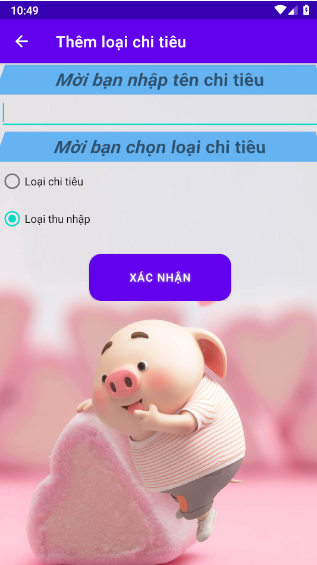 10:49
Thêm loại chi tiêu
Mời bạn nhập tên chi tiêu
Mời bạn chọn loại chi tiêu
Loại chi tiêu
Loại thu nhập
XÁC NHẬN